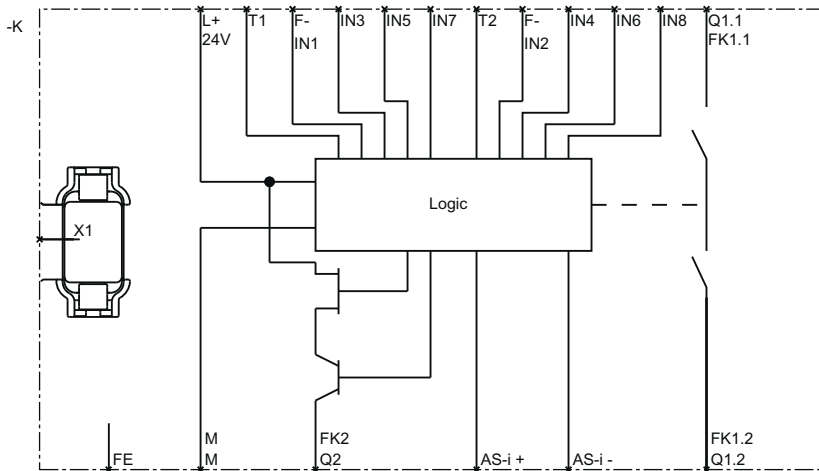 -K
L+
24V
T1
F-
IN1
IN3
IN5
IN7
T2
F-
IN2
IN4
IN6
IN8
Q1.1
FK1.1
X1
Logic
FE
M
M
FK2
Q2
AS-i +
AS-i -
FK1.2
Q1.2